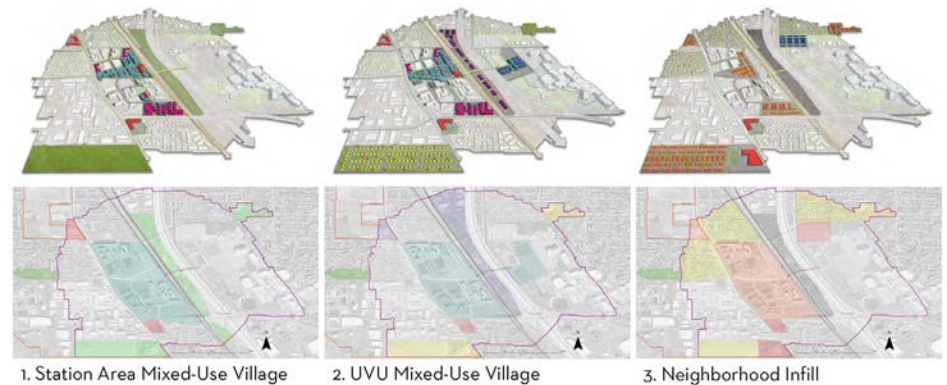 1. Station Area Mixed-Use Village
2. UVU Mixed-Use Village
3. Neighborhood Infill